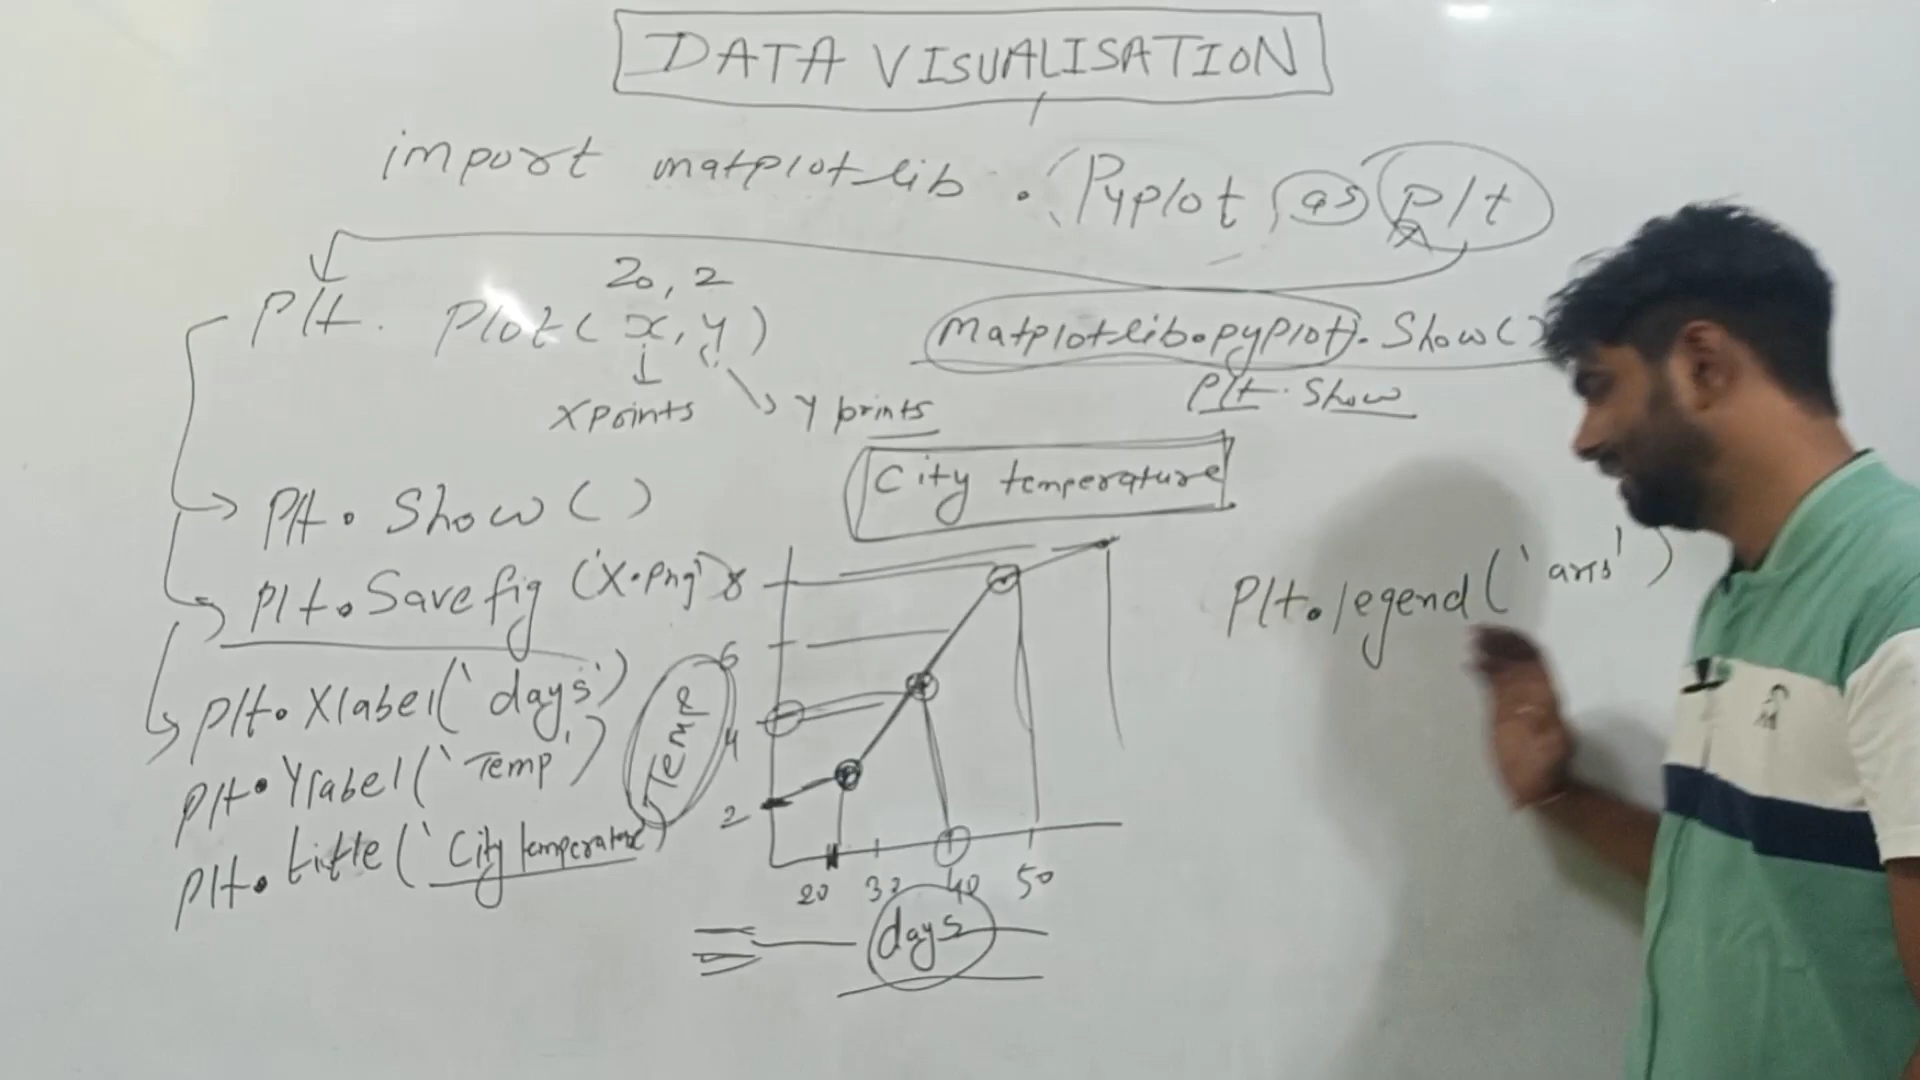 DATA VISUALISATION
import matplotlib . Pyplot as plt
20, 2
Plt. Plot( x, y )
matplotlib.pyplot). Show()
Plt. Show
X points
Y prints
City temperature
Plt. Show ( )
Plt. Savefig ('X.png')
plt. Xlabel('days')
plt. Ylabel('Temp')
plt. title('City temperature')
Plt. legend( ' ')
8
6
4
2
Temp
20 30 40 50
days